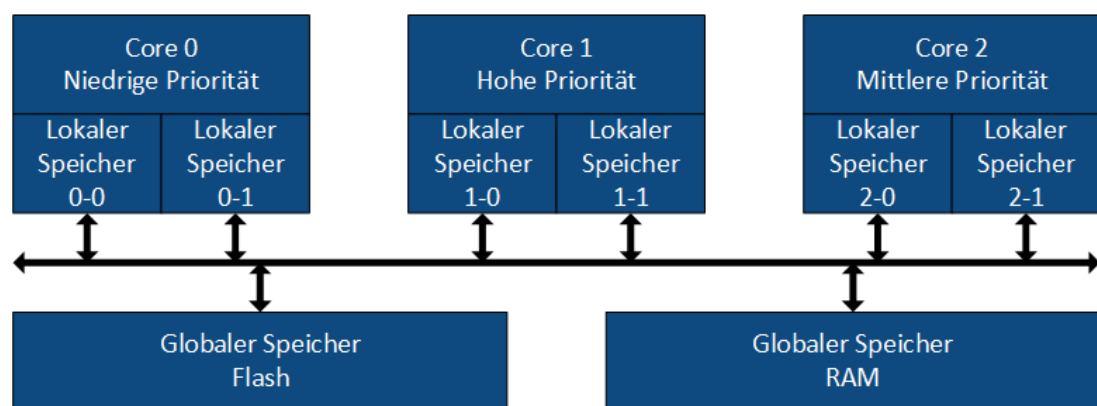 Core 0
Niedrige Priorität
Lokaler
Speicher
0-0
Lokaler
Speicher
0-1
Core 1
Hohe Priorität
Lokaler
Speicher
1-0
Lokaler
Speicher
1-1
Core 2
Mittlere Priorität
Lokaler
Speicher
2-0
Lokaler
Speicher
2-1
Globaler Speicher
Flash
Globaler Speicher
RAM